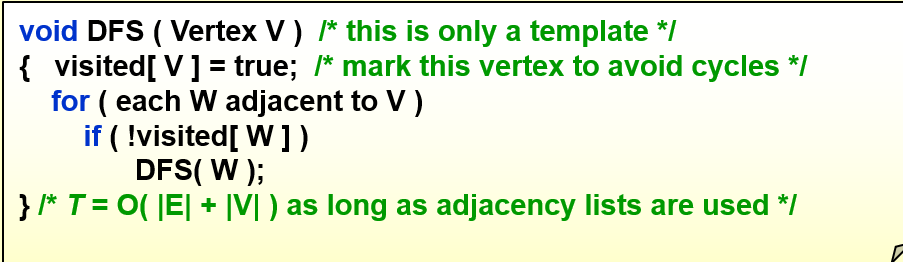 void DFS ( Vertex V )  /* this is only a template */
{   visited[ V ] = true;  /* mark this vertex to avoid cycles */
for ( each W adjacent to V )
if ( !visited[ W ] )
DFS( W );
} /* T = O( |E| + |V| ) as long as adjacency lists are used */